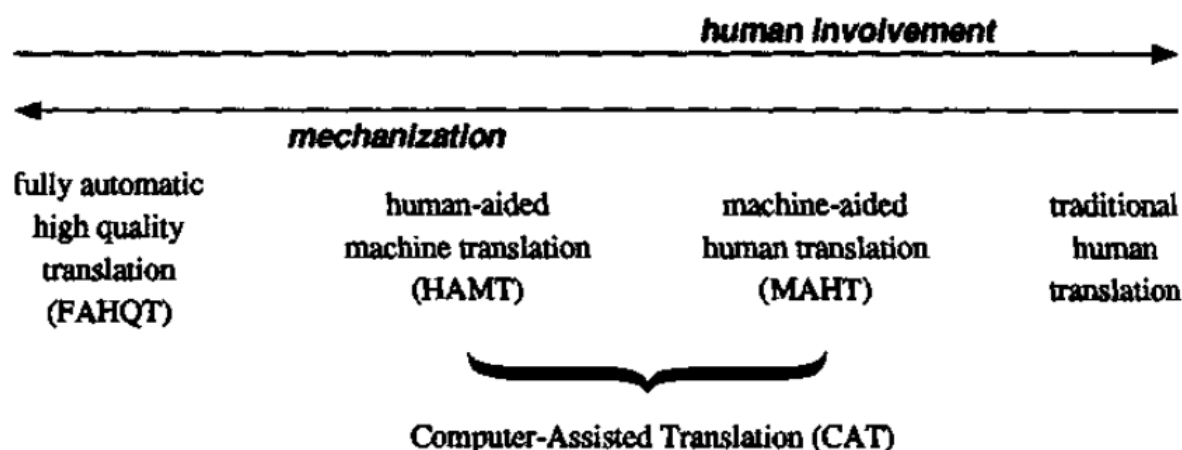 human involvement
mechanization
fully automatic
high quality
translation
(FAHQT)
human-aided
machine translation
(HAMT)
machine-aided
human translation
(MAHT)
traditional
human
translation
Computer-Assisted Translation (CAT)